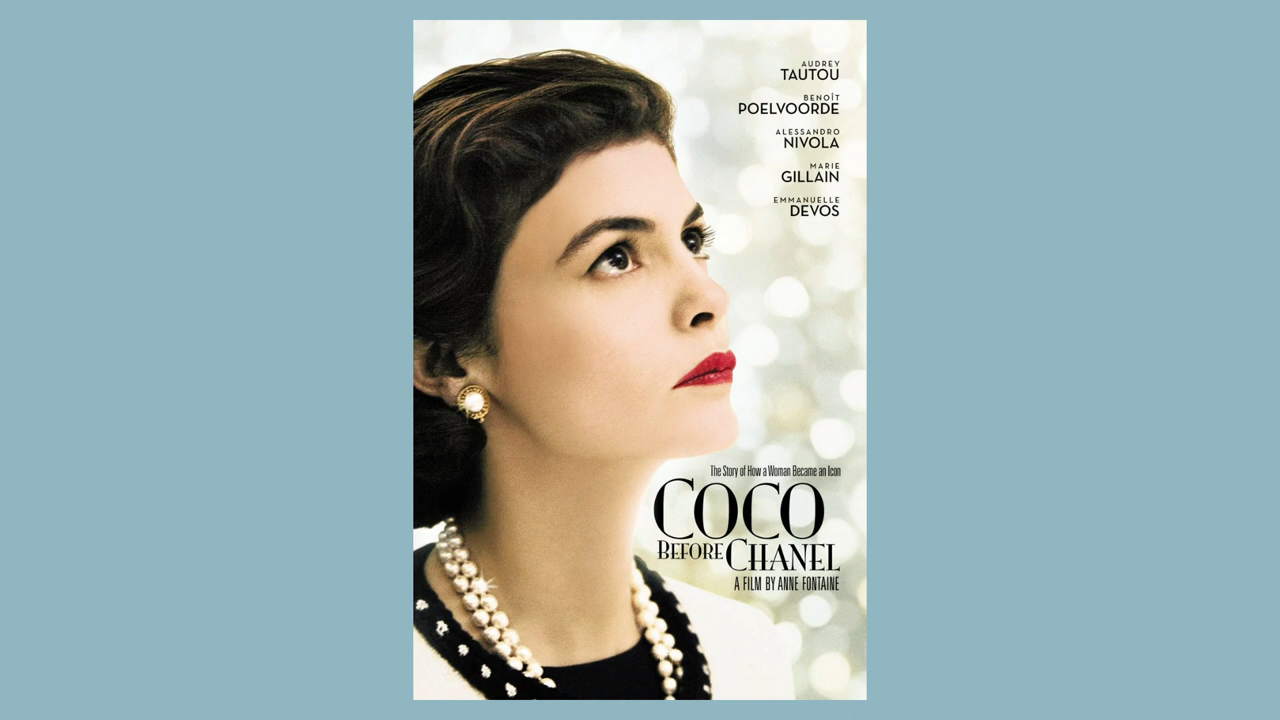 AUDREY
TAUTOU
BENOÎT
POELVOORDE
ALESSANDRO
NIVOLA
MARIE
GILLAIN
EMMANUELLE
DEVOS
The Story of How a Woman Became an Icon
COCO
BEFORE CHANEL
A FILM BY ANNE FONTAINE